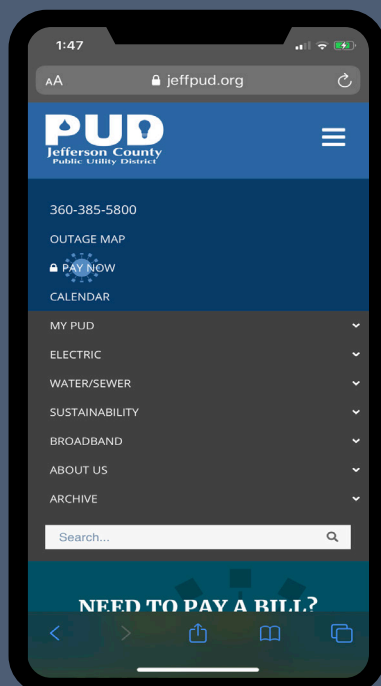 1:47
AA jeffpud.org
PUD
Jefferson County
Public Utility District
360-385-5800
OUTAGE MAP
PAY NOW
CALENDAR
MY PUD
ELECTRIC
WATER/SEWER
SUSTAINABILITY
BROADBAND
ABOUT US
ARCHIVE
Search...
NEED TO PAY A BILL?